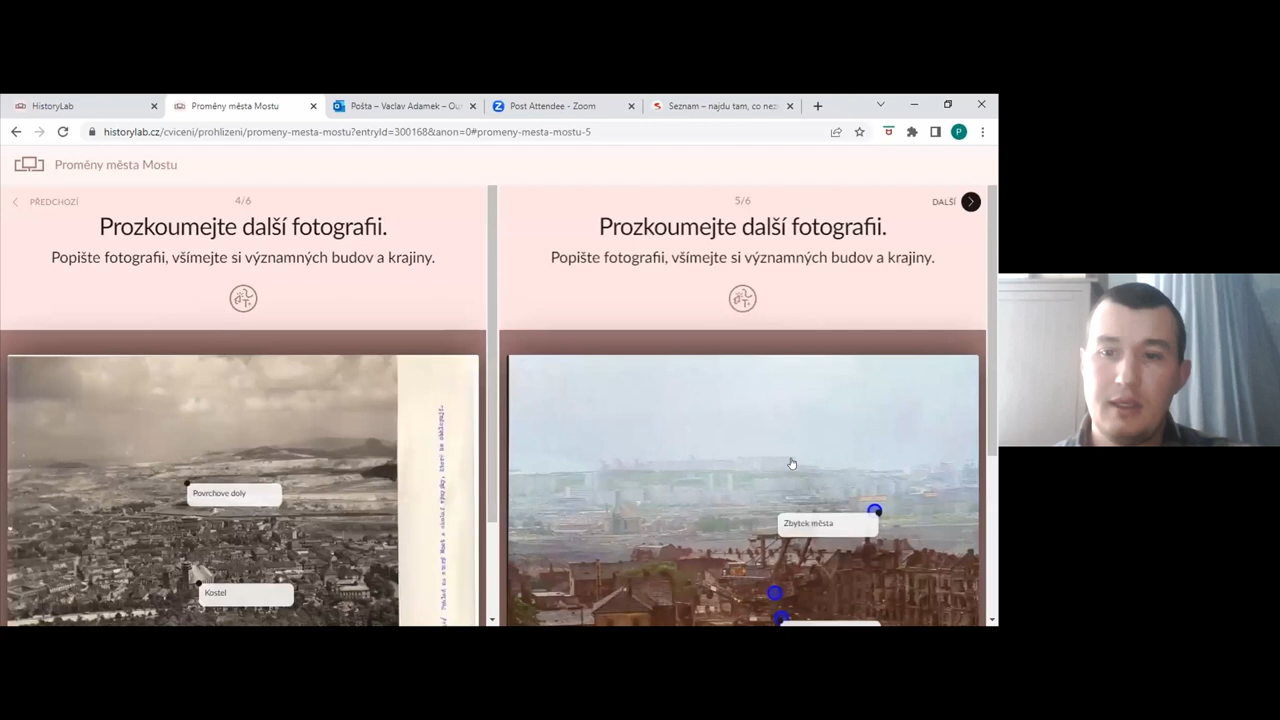 HistoryLab
Proměny města Mostu
Pošta – Vaclav Adamek – Ou
Post Attendee - Zoom
Seznam – najdu tam, co nez
historylab.cz/cviceni/prohlizeni/promeny-mesta-mostu?entryId=300168&anon=0#promeny-mesta-mostu-5
P
Proměny města Mostu
PŘEDCHOZÍ
4/6
Prozkoumejte další fotografii.
Popište fotografii, všímejte si významných budov a krajiny.
Povrchove doly
Kostel
5/6
DALŠÍ
Prozkoumejte další fotografii.
Popište fotografii, všímejte si významných budov a krajiny.
Zbytek města